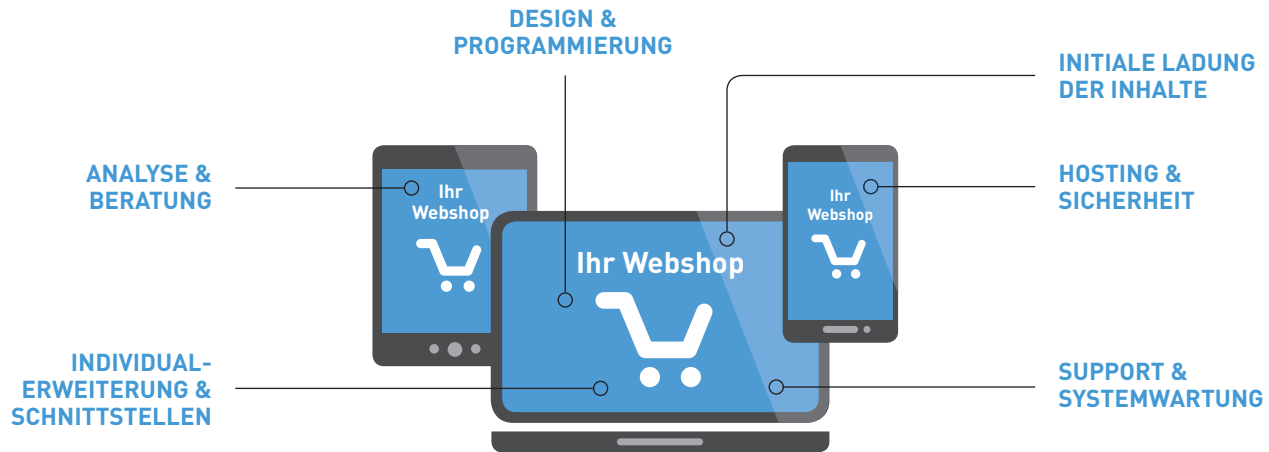 DESIGN &
PROGRAMMIERUNG
INITIALE LADUNG
DER INHALTE
ANALYSE &
BERATUNG
HOSTING &
SICHERHEIT
Ihr
Webshop
Ihr Webshop
Ihr
Webshop
INDIVIDUAL-
ERWEITERUNG &
SCHNITTSTELLEN
SUPPORT &
SYSTEMWARTUNG